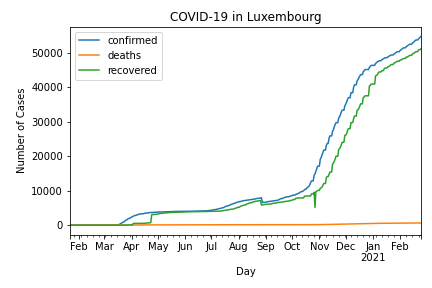 COVID-19 in Luxembourg
confirmed
deaths
recovered
Number of Cases
50000
40000
30000
20000
10000
0
Feb Mar Apr May Jun Jul Aug Sep Oct Nov Dec Jan Feb
2021
Day